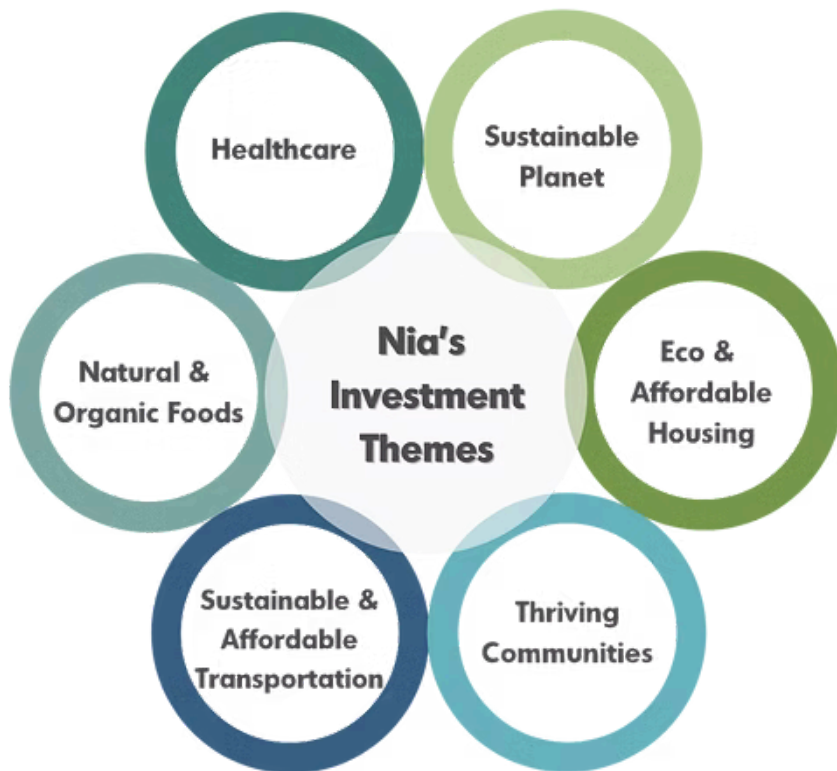 Healthcare
Sustainable
Planet
Natural &
Organic Foods
Nia's
Investment
Themes
Eco &
Affordable
Housing
Sustainable &
Affordable
Transportation
Thriving
Communities